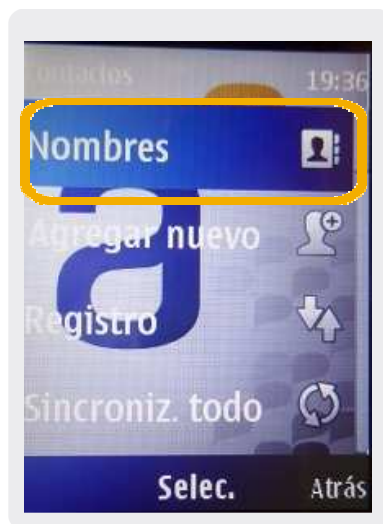 Contactos 19:36
Nombres
Agregar nuevo
Registro
Sincroniz. todo
Selec. Atrás